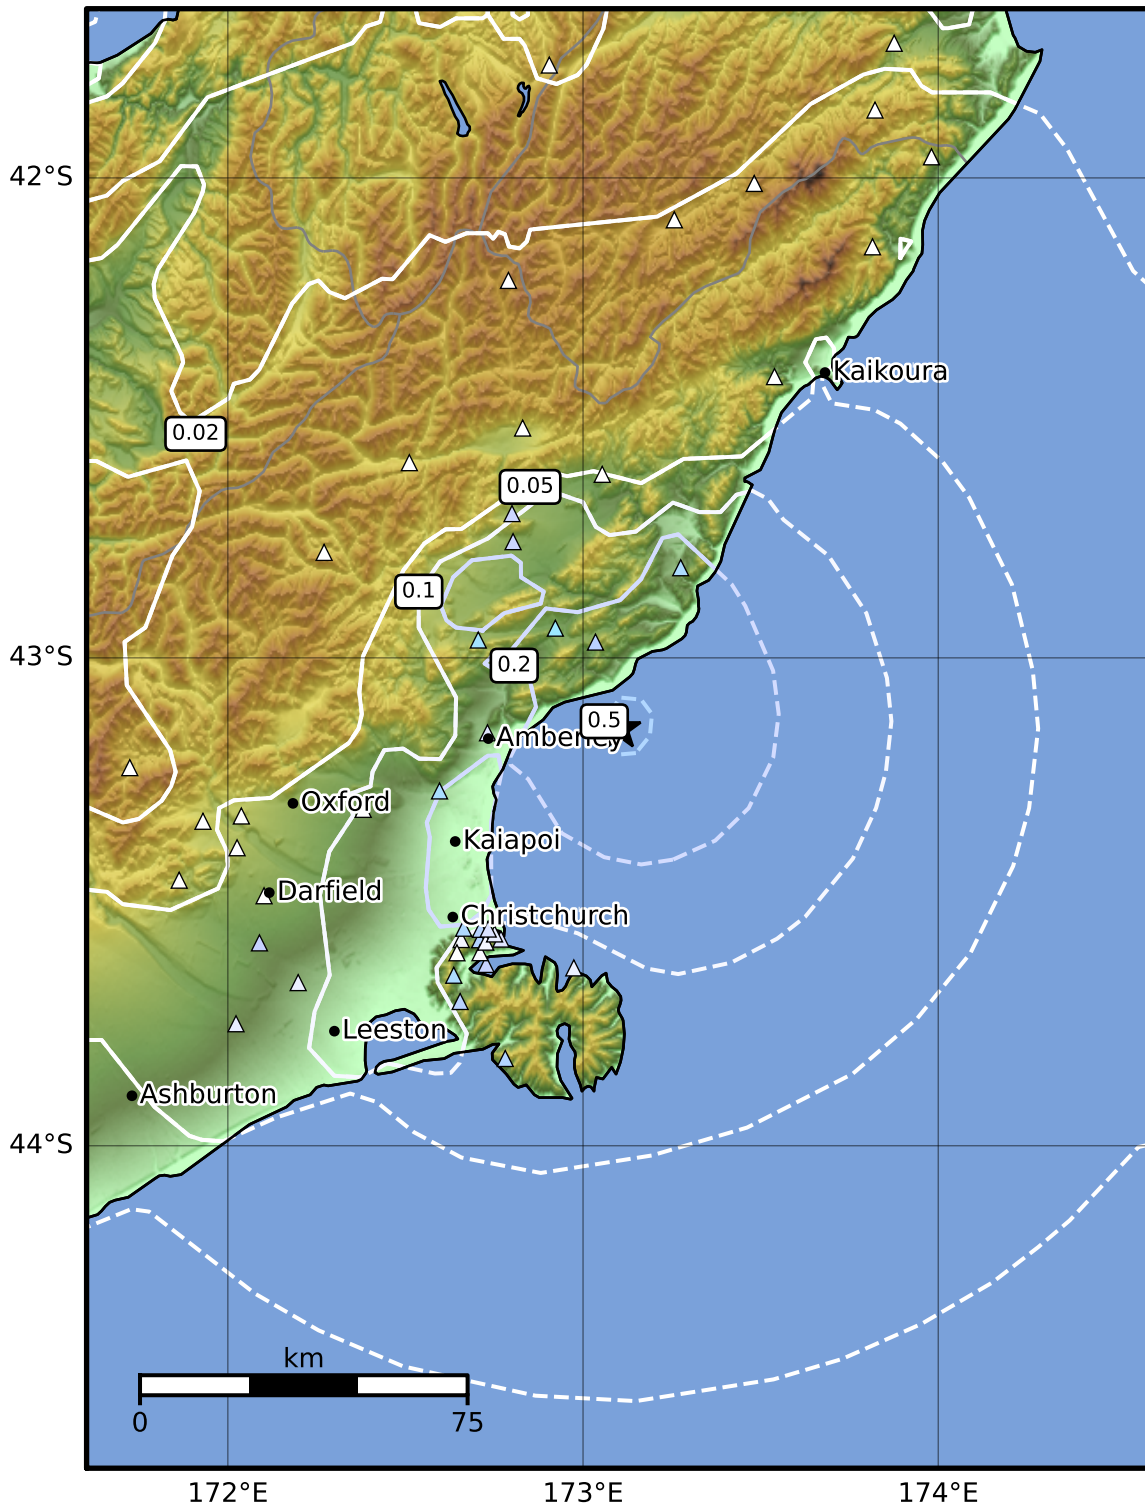 42°S
Kaikoura
0.02
0.05
0.1
43°S
0.2
0.5
Amberley
Oxford
Kaiapoi
Darfield
Christchurch
Leeston
Ashburton
44°S
km
0 75
172°E 173°E 174°E